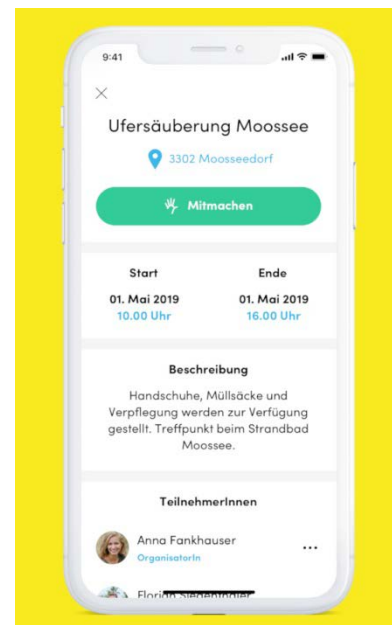 9:41
Ufersäuberung Moossee
3302 Moosseedorf
Mitmachen
Start Ende
01. Mai 2019 01. Mai 2019
10.00 Uhr 16.00 Uhr
Beschreibung
Handschuhe, Müllsäcke und
Verpflegung werden zur Verfügung
gestellt. Treffpunkt beim Strandbad
Moossee.
TeilnehmerInnen
Anna Fankhauser
OrganisatorIn
Florian Siegenthaler